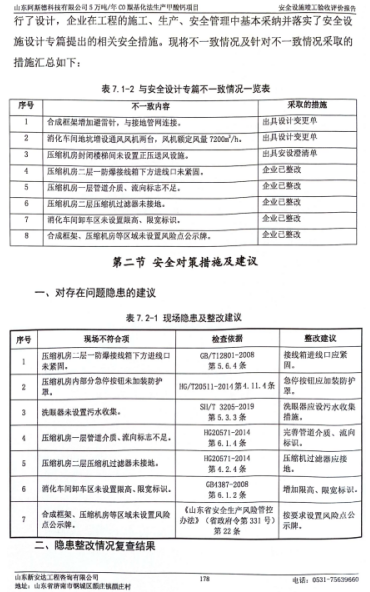 山东阿斯德科技有限公司5万吨/年CO羰基化法生产甲酸钙项目 安全设施竣工验收评价报告
行了设计，企业在工程的施工、生产、安全管理中基本采纳并落实了安全设
施设计专篇提出的相关安全措施。现将不一致情况及针对不一致情况采取的
措施汇总如下：
表 7.1-2 与安全设计专篇不一致情况一览表
序号 不一致内容 采取的措施
1 合成框架增加避雷针，与接地管网连接。 出具设计变更单
2 消化车间地坑增设通风风机两台，风机额定风量 7200m³/h。 出具设计变更单
3 压缩机房封闭楼梯间未设置正压送风设施。 出具安设澄清单
4 压缩机房二层一防爆接线箱下方进线口未紧固。 企业已整改
5 压缩机房一层管道介质、流向标志不足。 企业已整改
6 压缩机房二层压缩机过滤器未接地。 企业已整改
7 消化车间卸车区未设置限高、限宽标识。 企业已整改
8 合成框架、压缩机房等区域未设置风险点公示牌。 企业已整改
第二节 安全对策措施及建议
一、对存在问题隐患的建议
表 7.2-1 现场隐患及整改建议
序号 现场不符合项 检查依据 整改建议
1 压缩机房二层一防爆接线箱下方进线口未紧固。 GB/T12801-2008 第 5.6.4 条 接线箱进线口应紧固。
2 压缩机房内部分急停按钮未加装防护罩。 HG/T20511-2014 第 4.11.4 条 急停按钮应加装防护罩。
3 洗眼器未设置污水收集。 SH/T 3205-2019 第 5.3.3 条 洗眼器应设污水收集措施。
4 压缩机房一层管道介质、流向标志不足。 HG20571-2014 第 6.1.4 条 完善管道介质、流向标识。
5 压缩机房二层压缩机过滤器未接地。 HG20571-2014 第 4.2.4 条 压缩机过滤器应接地。
6 消化车间卸车区未设置限高、限宽标识。 GB4387-2008 第 6.1.2 条 增加限高、限宽标识。
7 合成框架、压缩机房等区域未设置风险点公示牌。 《山东省安全生产风险管控办法》（省政府令第 331 号）第 22 条 按要求设置风险点公示牌。
二、隐患整改情况复查结果
山东新安达工程咨询有限公司 178 电话：0531-75639660
地址：山东省济南市钢城区颜庄镇颜庄村